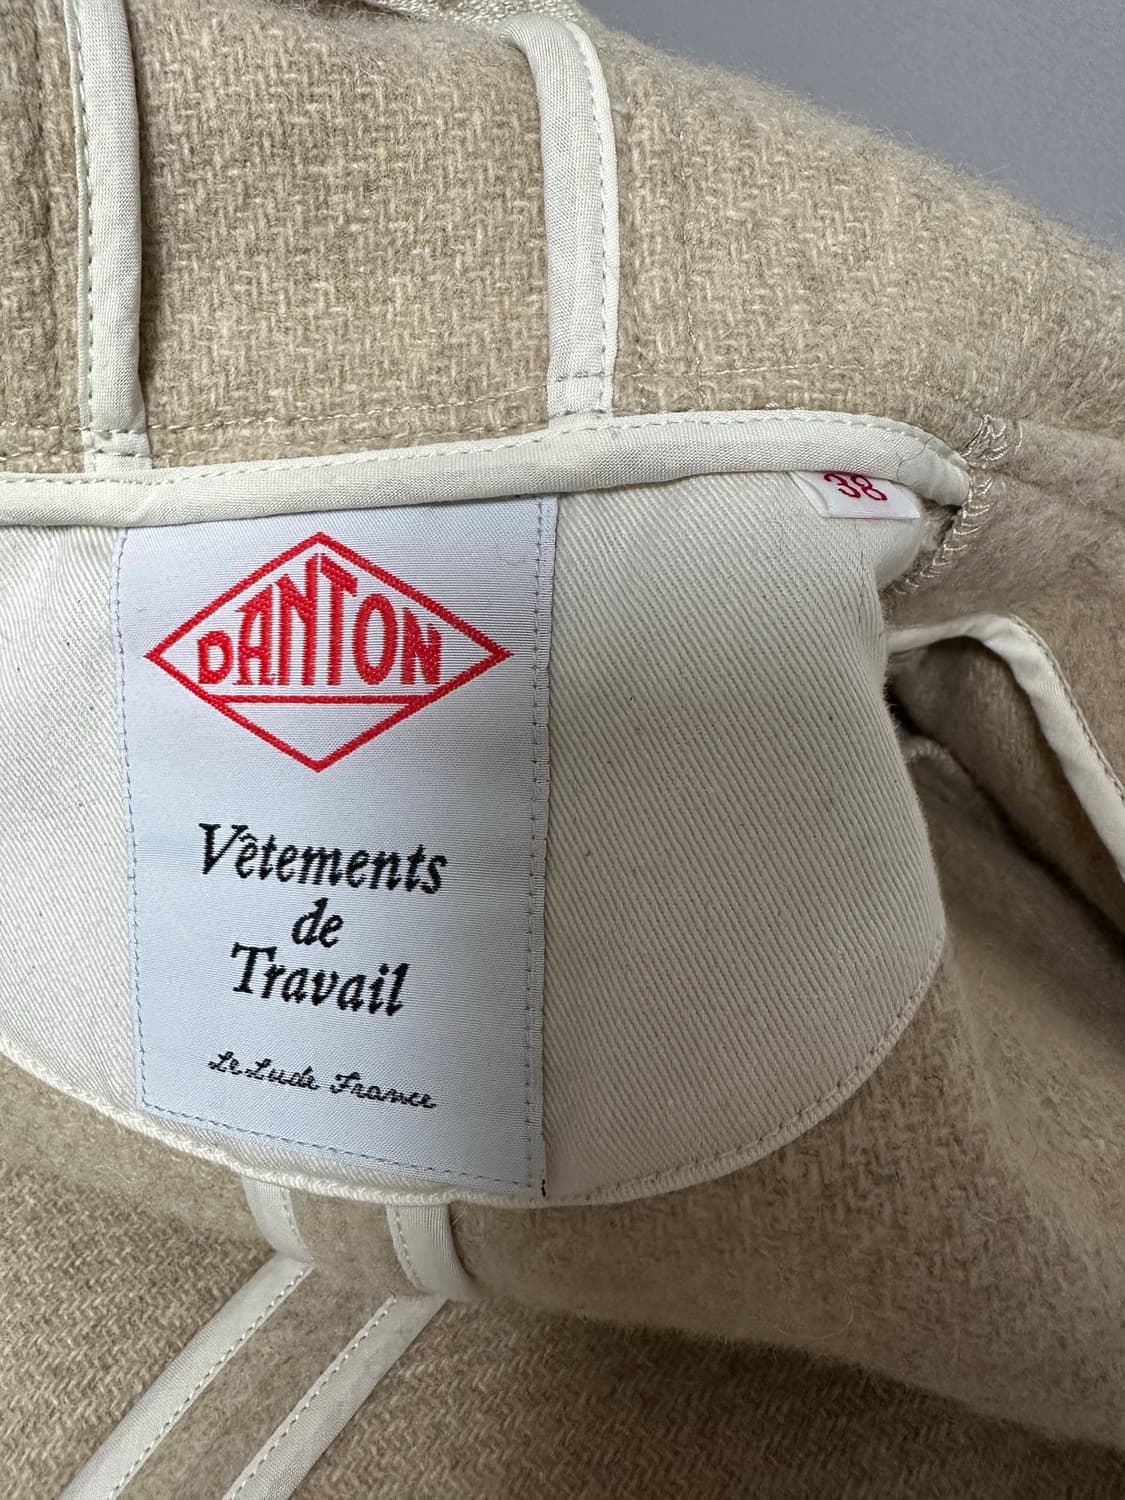 38
DANTON
Vêtements
de
Travail
Le Lude France